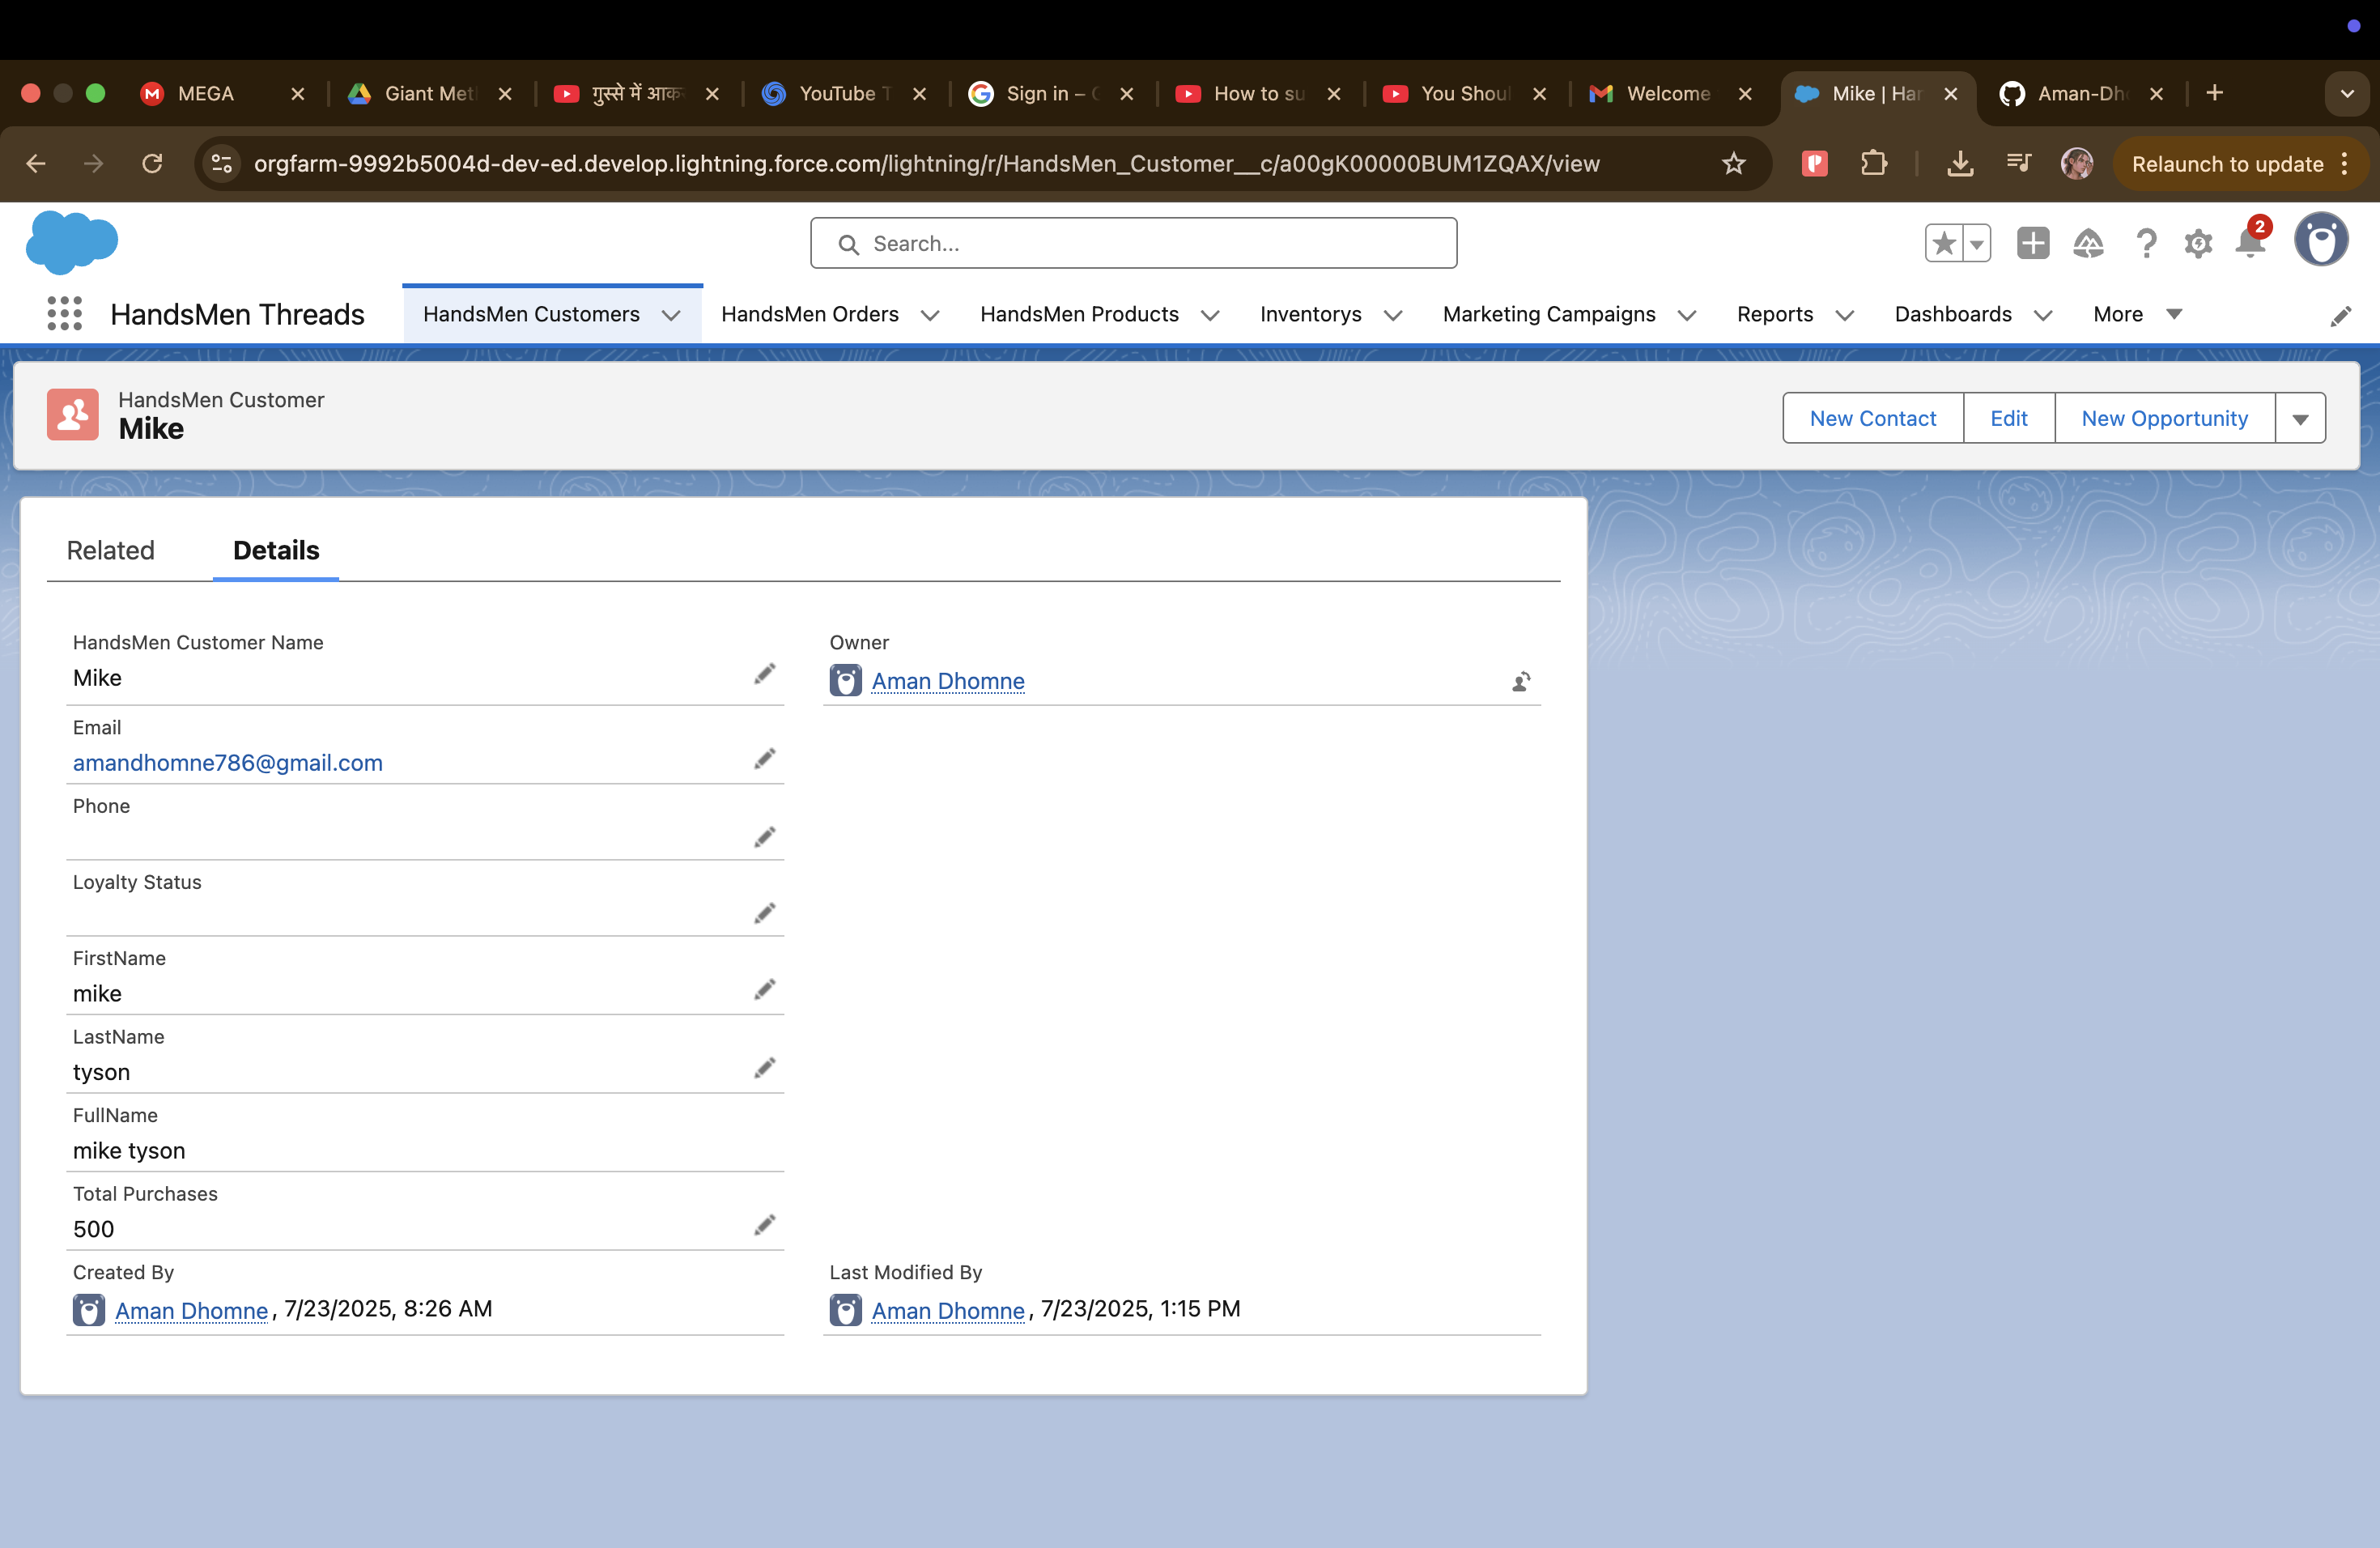 MEGA
Giant Met
गुस्से में आक
YouTube T
Sign in –
How to su
You Shoul
Welcome
Mike | Har
Aman-Dh
orgfarm-9992b5004d-dev-ed.develop.lightning.force.com/lightning/r/HandsMen_Customer__c/a00gK00000BUM1ZQAX/view
Relaunch to update
Search...
2
HandsMen Threads
HandsMen Customers
HandsMen Orders
HandsMen Products
Inventorys
Marketing Campaigns
Reports
Dashboards
More
HandsMen Customer
Mike
New Contact
Edit
New Opportunity
Related
Details
HandsMen Customer Name
Mike
Owner
Aman Dhomne
Email
amandhomne786@gmail.com
Phone
Loyalty Status
FirstName
mike
LastName
tyson
FullName
mike tyson
Total Purchases
500
Created By
Aman Dhomne, 7/23/2025, 8:26 AM
Last Modified By
Aman Dhomne, 7/23/2025, 1:15 PM